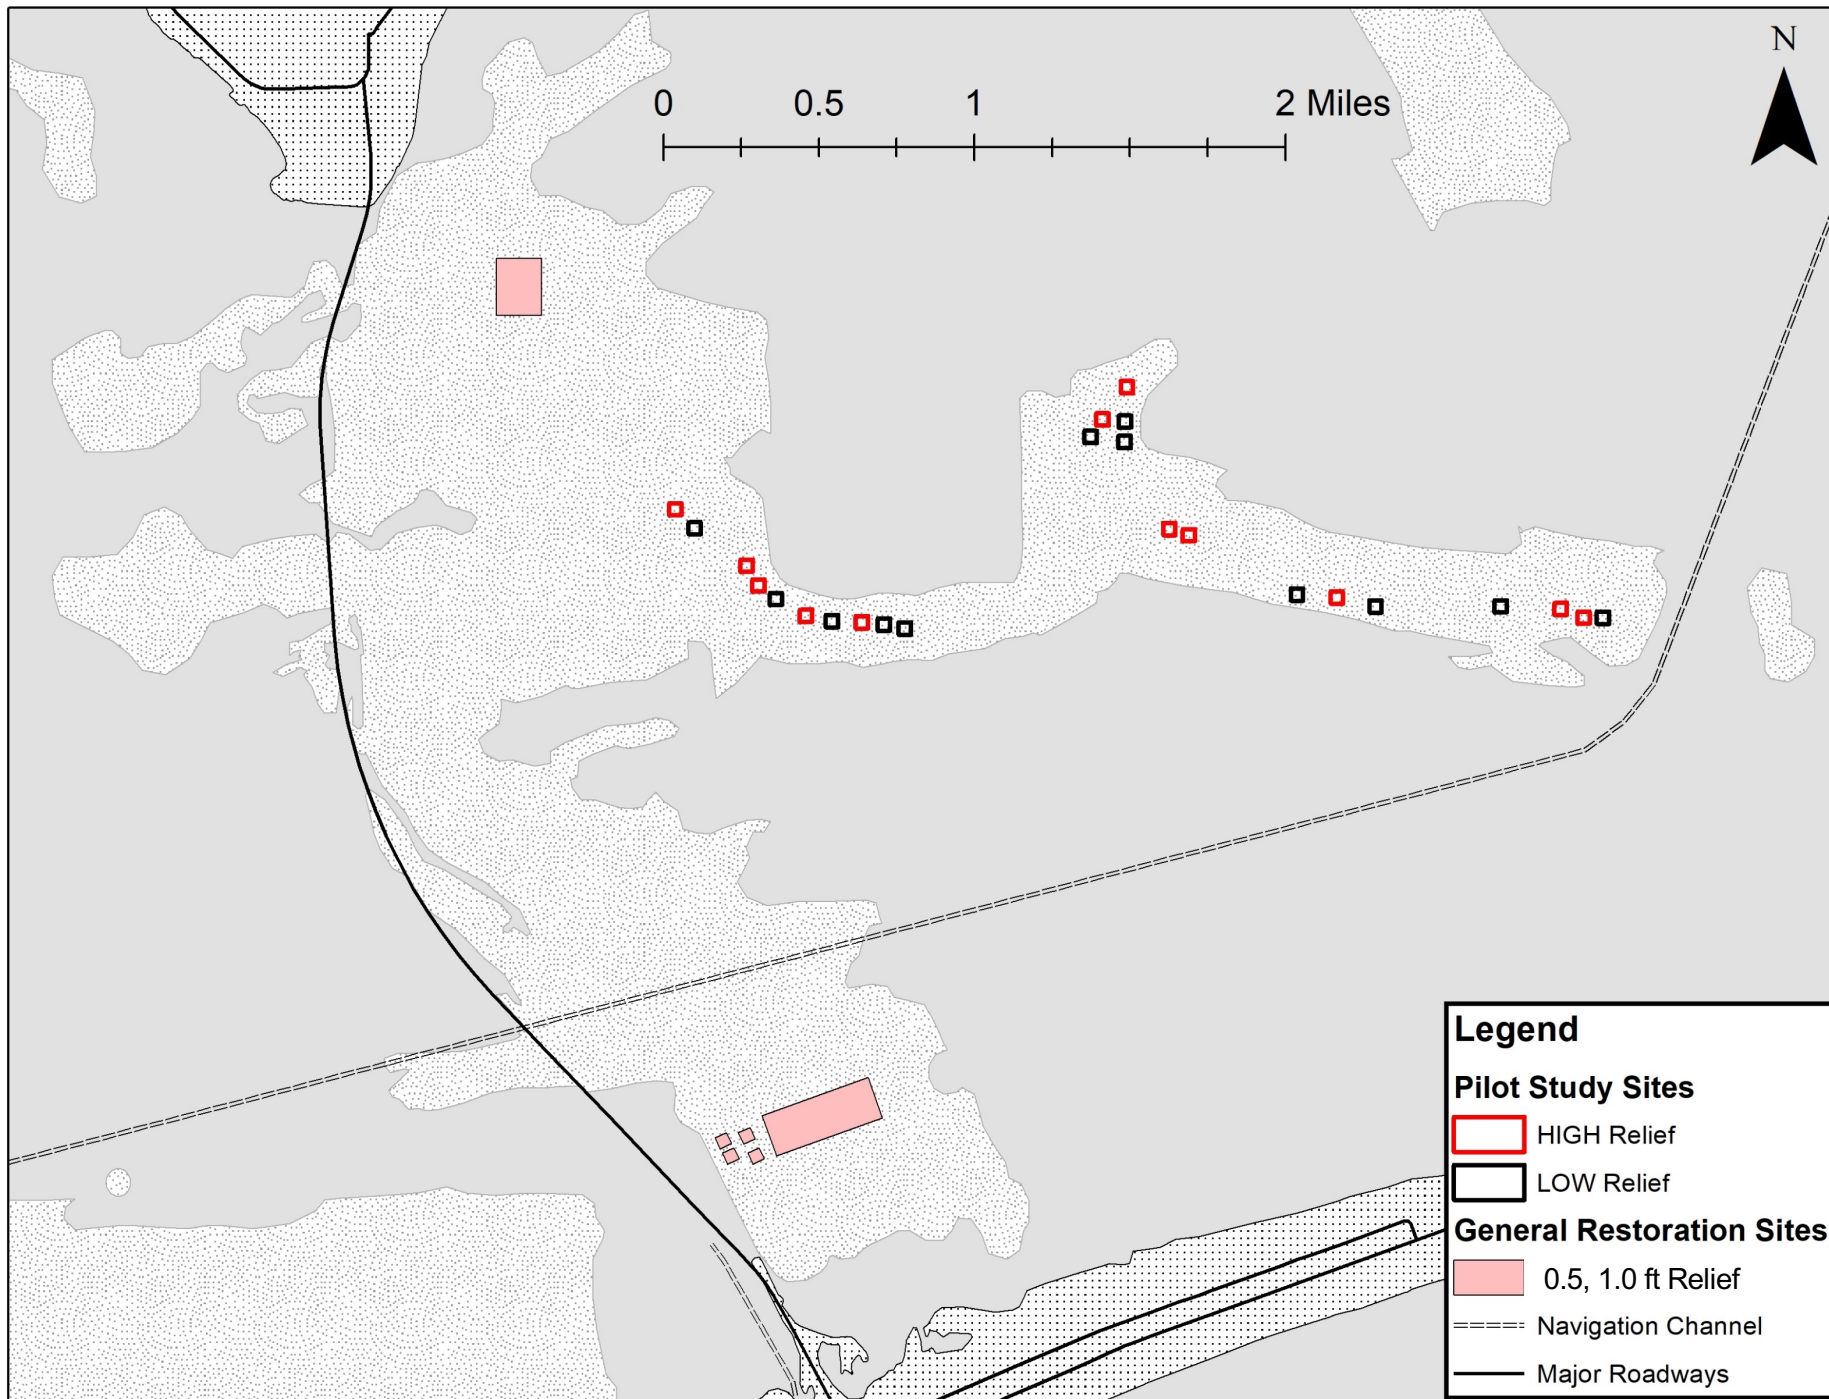 N
0 0.5 1 2 Miles
Legend
Pilot Study Sites
HIGH Relief
LOW Relief
General Restoration Sites
0.5, 1.0 ft Relief
Navigation Channel
Major Roadways